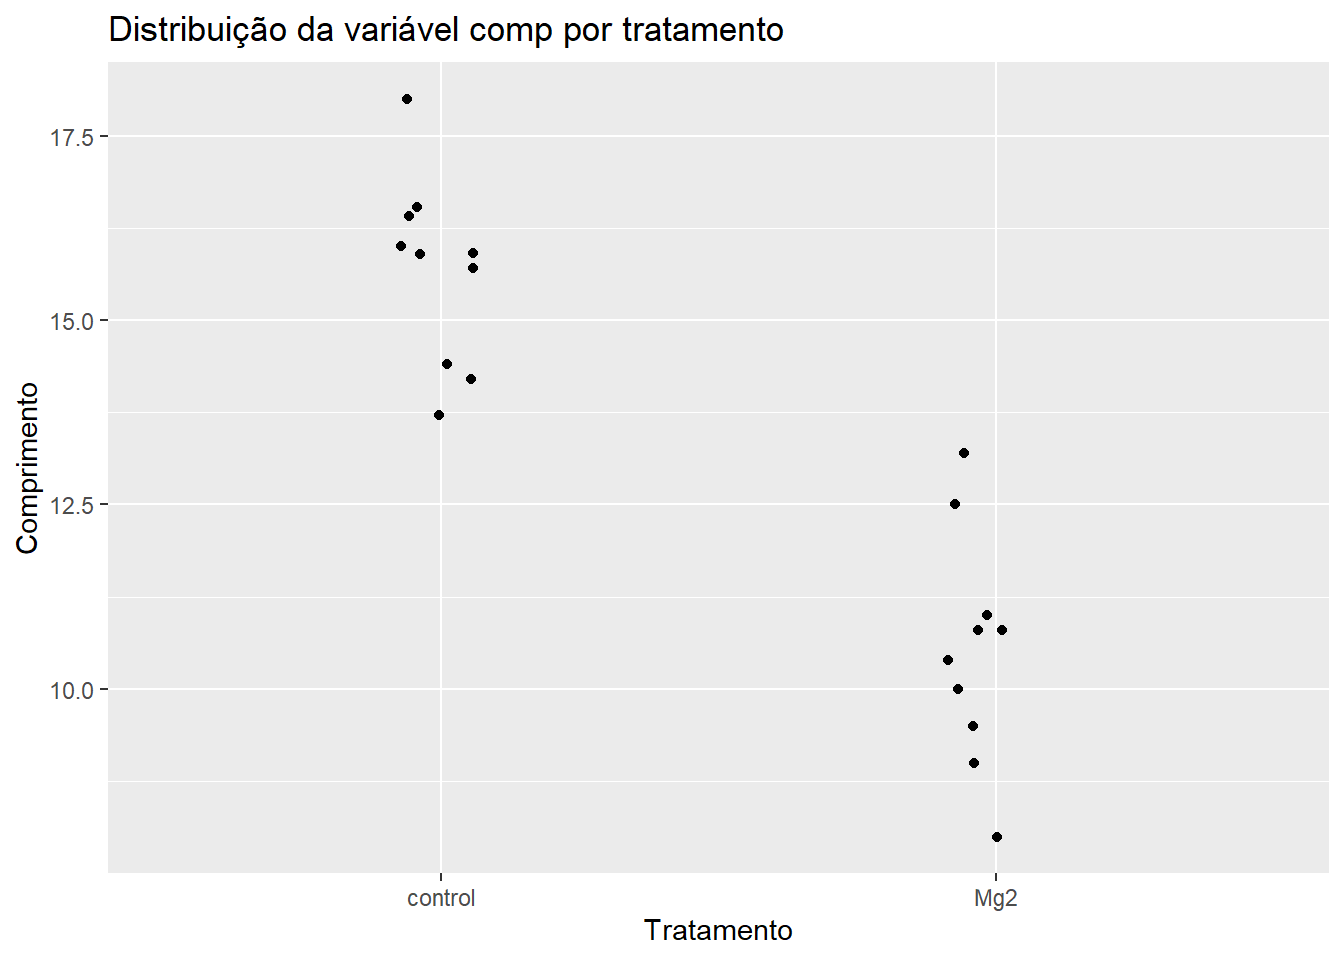 Distribuição da variável comp por tratamento
17.5
15.0
12.5
10.0
Comprimento
control Mg2
Tratamento